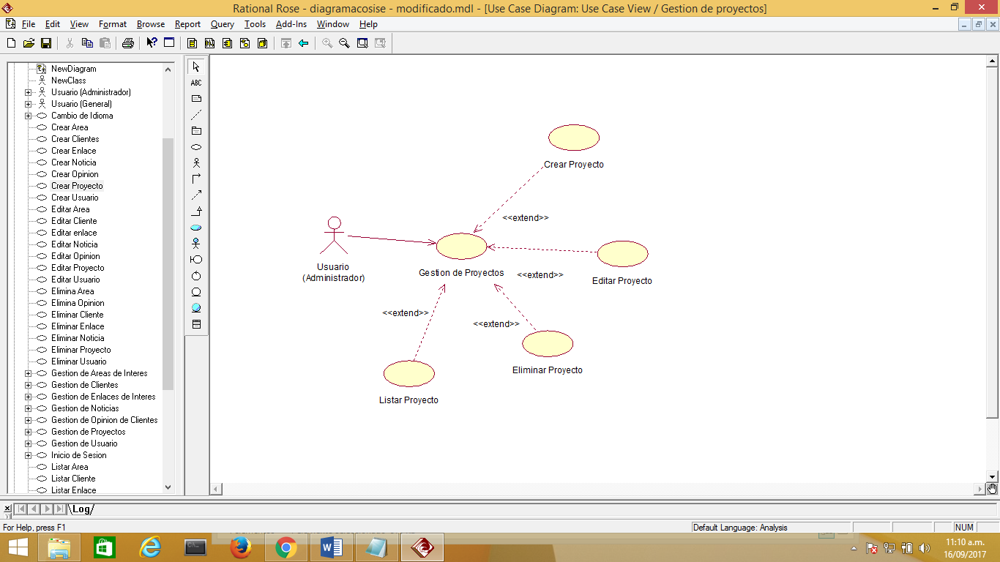 Rational Rose - diagramacosise - modificado.mdl - [Use Case Diagram: Use Case View / Gestion de proyectos]
File Edit View Format Browse Report Query Tools Add-Ins Window Help
NewDiagram
NewClass
Usuario (Administrador)
Usuario (General)
Cambio de Idioma
Crear Area
Crear Clientes
Crear Enlace
Crear Noticia
Crear Opinion
Crear Proyecto
Crear Usuario
Editar Area
Editar Cliente
Editar enlace
Editar Noticia
Editar Opinion
Editar Proyecto
Editar Usuario
Elimina Area
Elimina Opinion
Eliminar Cliente
Eliminar Enlace
Eliminar Noticia
Eliminar Proyecto
Eliminar Usuario
Gestion de Areas de Interes
Gestion de Clientes
Gestion de Enlaces de Interes
Gestion de Noticias
Gestion de Opinion de Clientes
Gestion de Proyectos
Gestion de Usuario
Inicio de Sesion
Listar Area
Listar Cliente
Listar Enlace
ABC
Crear Proyecto
<<extend>>
Usuario
(Administrador)
Gestion de Proyectos
<<extend>>
Editar Proyecto
<<extend>>
<<extend>>
Eliminar Proyecto
Listar Proyecto
Log
For Help, press F1
Default Language: Analysis
NUM
11:10 a.m.
16/09/2017